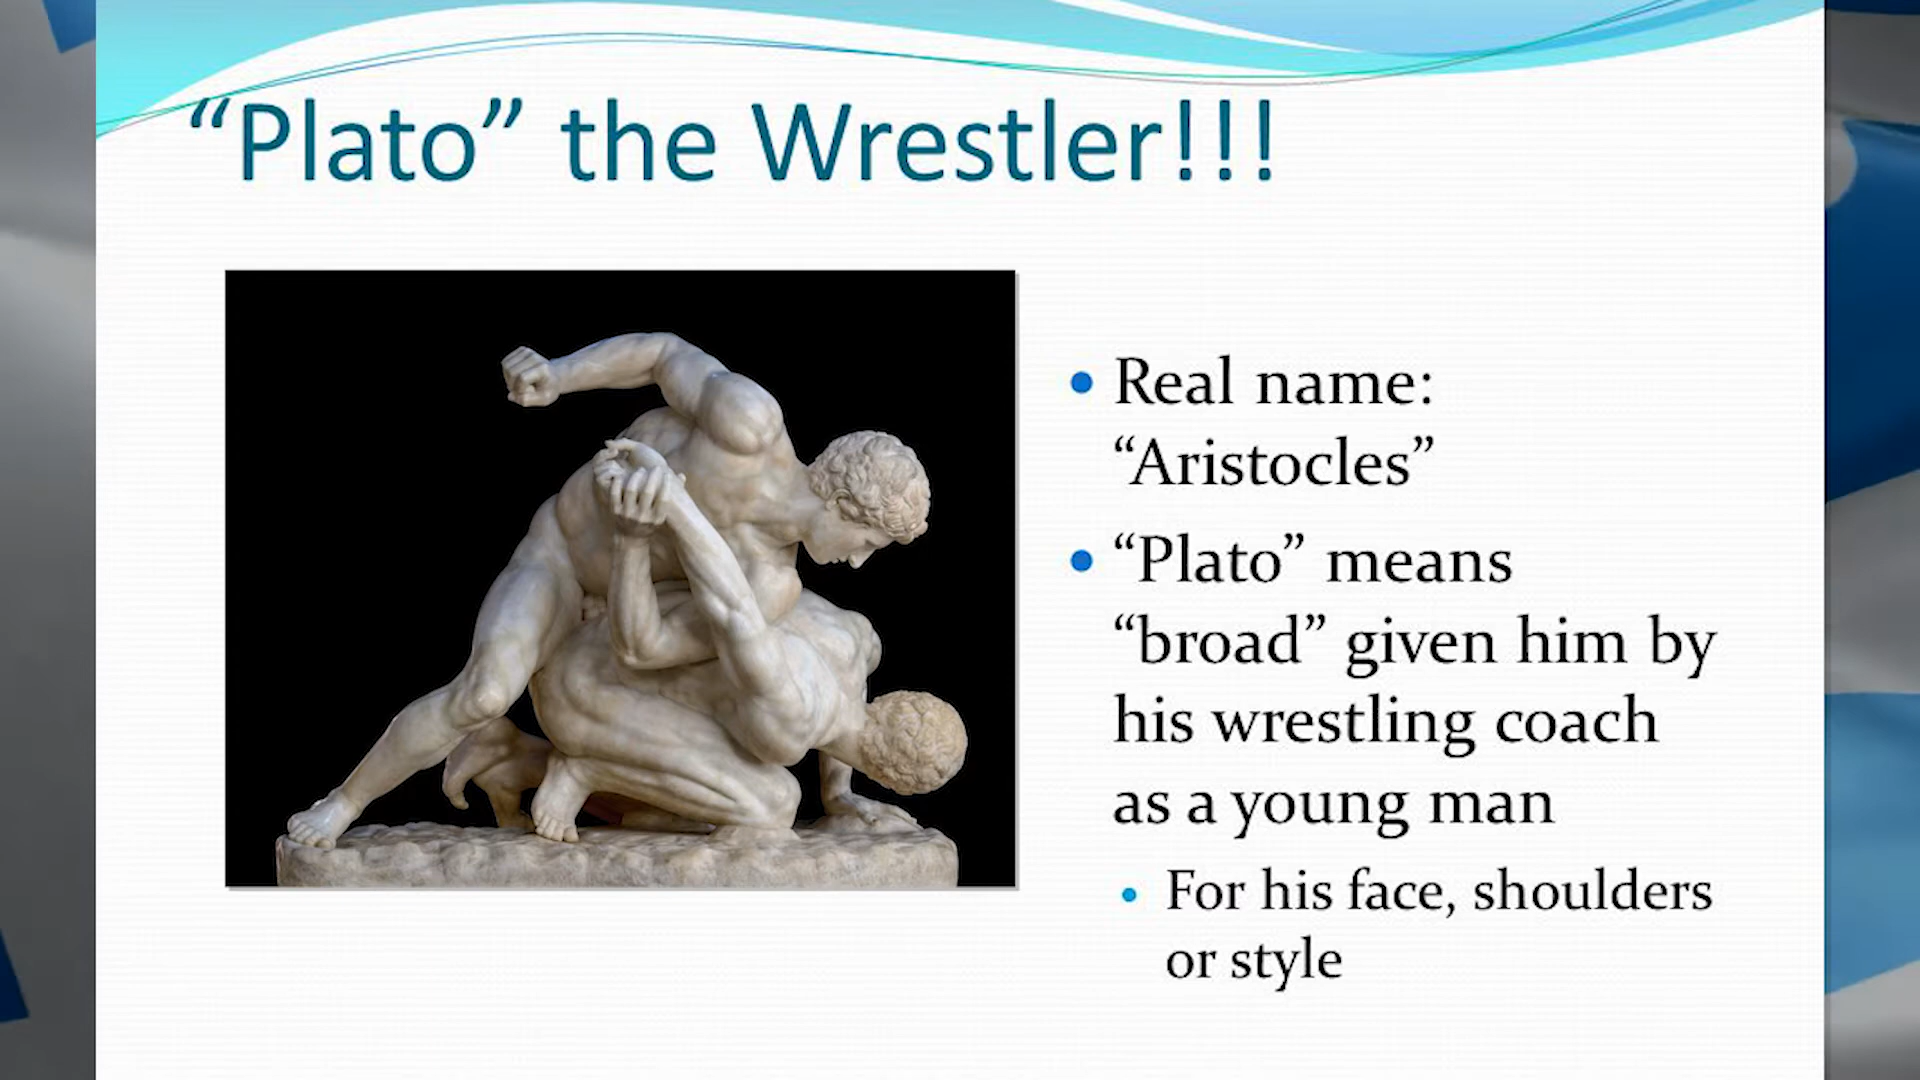 “Plato” the Wrestler!!!
Real name:
“Aristocles”
“Plato” means
“broad” given him by
his wrestling coach
as a young man
For his face, shoulders
or style